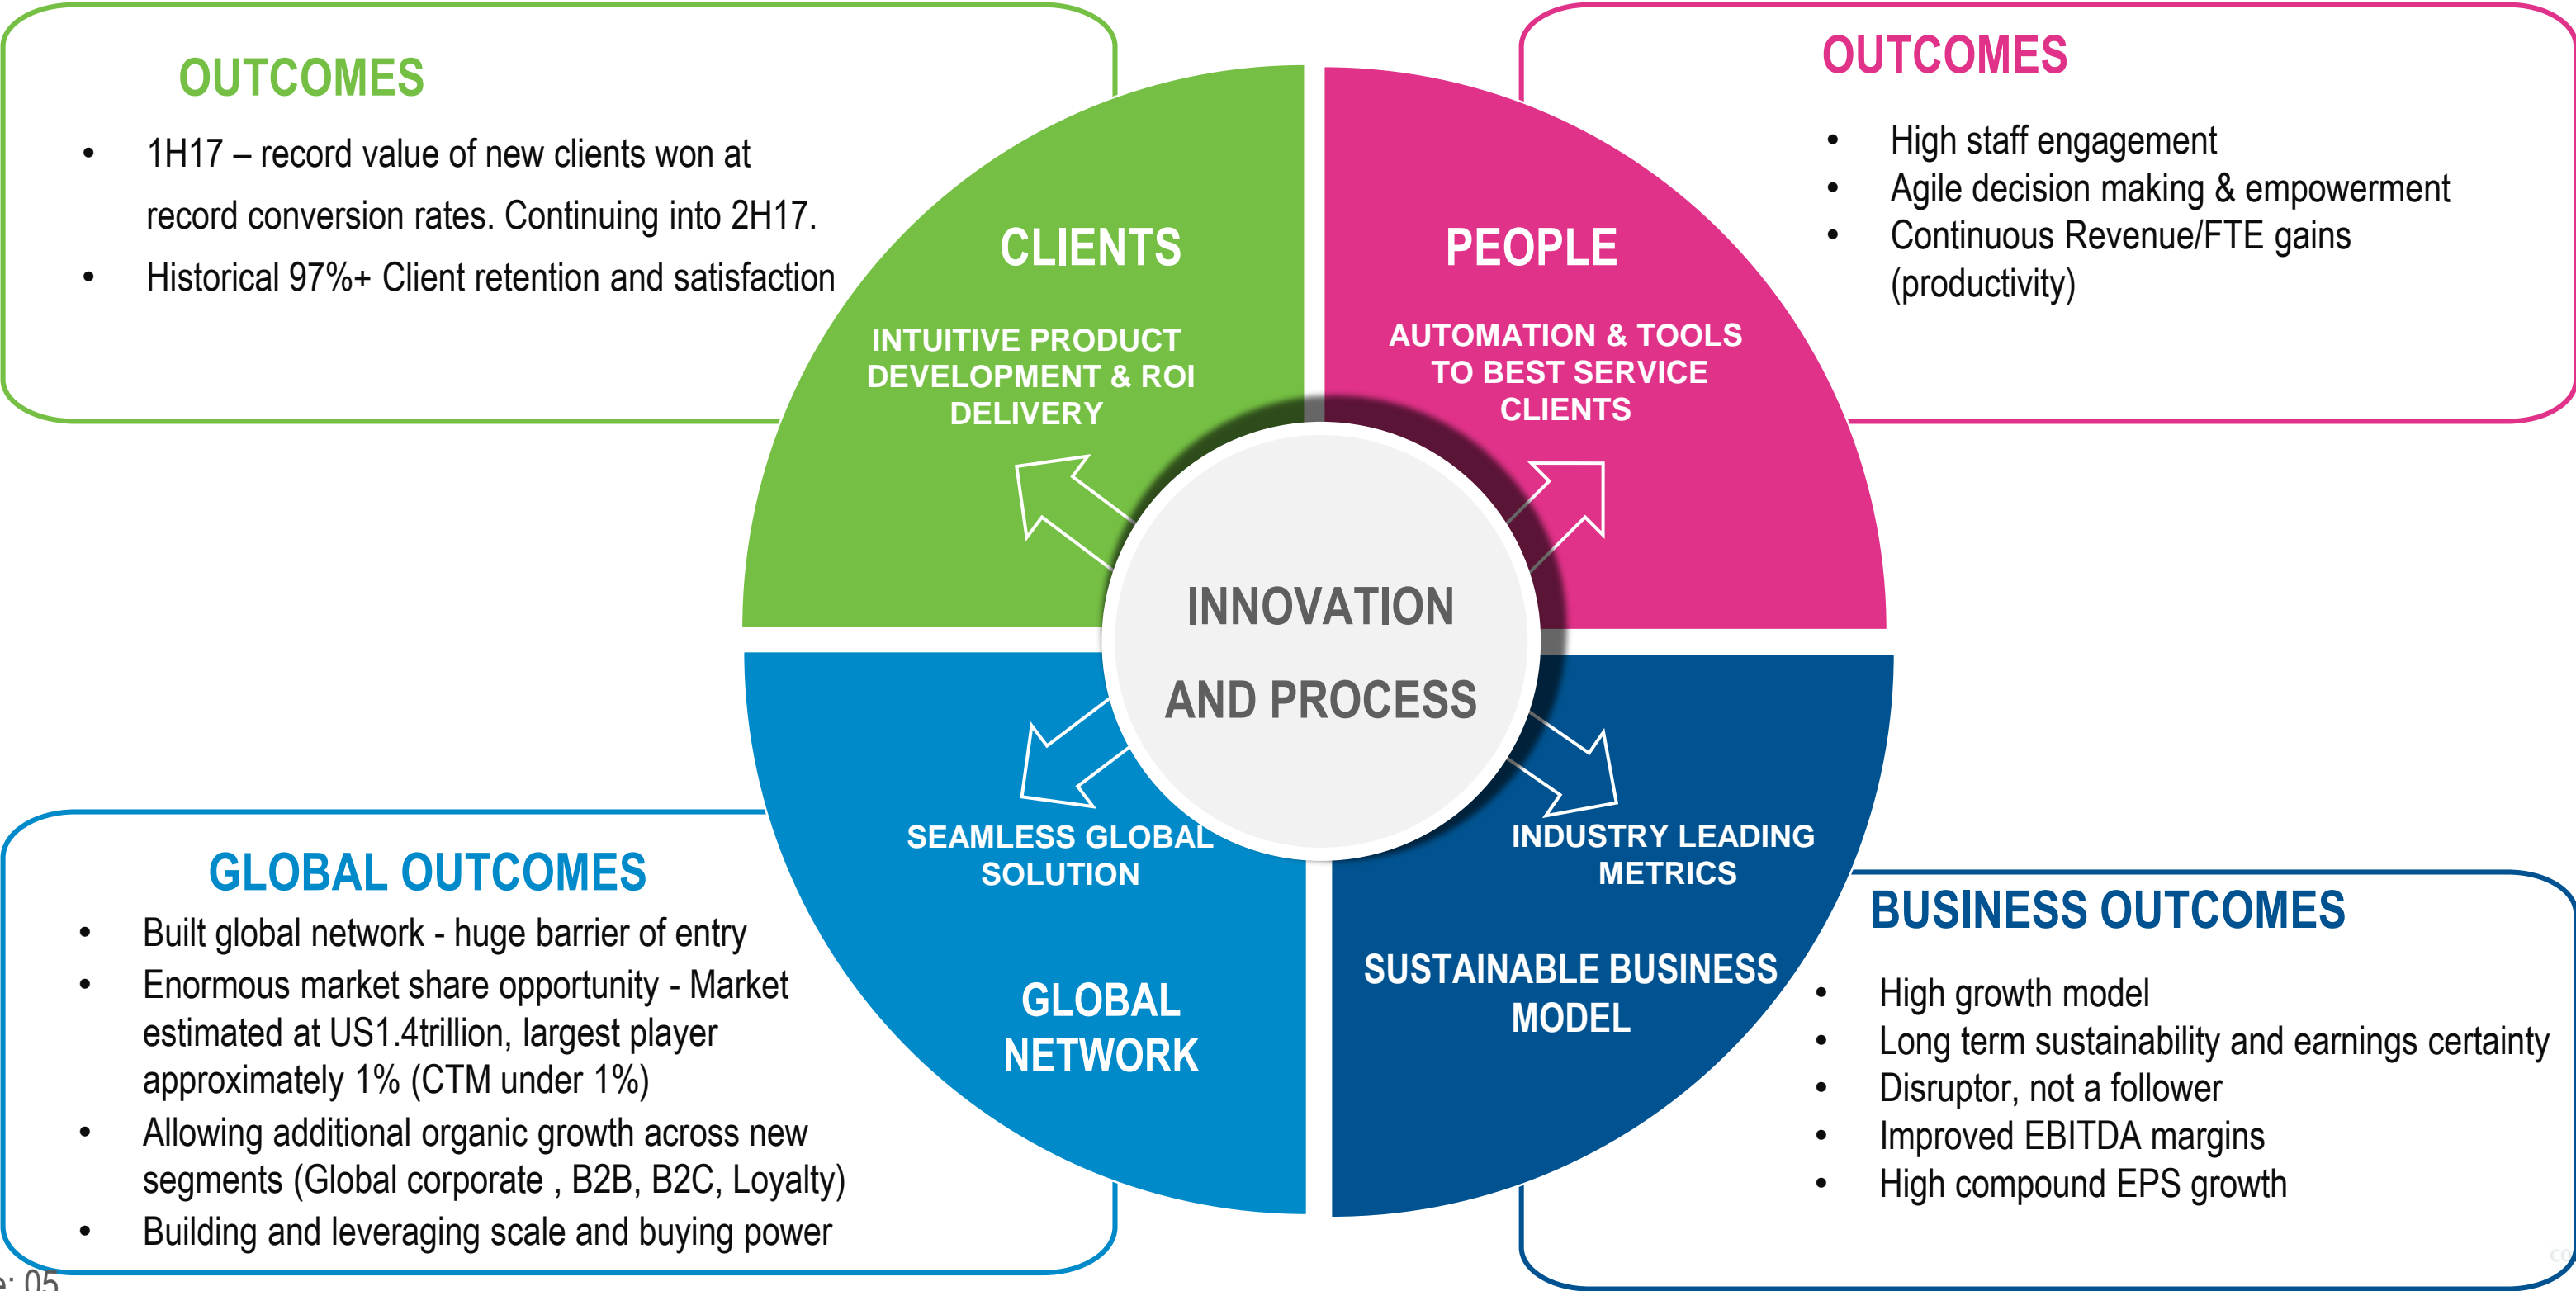 OUTCOMES
• 1H17 – record value of new clients won at
record conversion rates. Continuing into 2H17.
• Historical 97%+ Client retention and satisfaction
OUTCOMES
• High staff engagement
• Agile decision making & empowerment
• Continuous Revenue/FTE gains
(productivity)
CLIENTS
INTUITIVE PRODUCT
DEVELOPMENT & ROI
DELIVERY
PEOPLE
AUTOMATION & TOOLS
TO BEST SERVICE
CLIENTS
INNOVATION
AND PROCESS
SEAMLESS GLOBAL
SOLUTION
GLOBAL
NETWORK
INDUSTRY LEADING
METRICS
SUSTAINABLE BUSINESS
MODEL
GLOBAL OUTCOMES
• Built global network - huge barrier of entry
• Enormous market share opportunity - Market
estimated at US1.4trillion, largest player
approximately 1% (CTM under 1%)
• Allowing additional organic growth across new
segments (Global corporate , B2B, B2C, Loyalty)
• Building and leveraging scale and buying power
BUSINESS OUTCOMES
• High growth model
• Long term sustainability and earnings certainty
• Disruptor, not a follower
• Improved EBITDA margins
• High compound EPS growth
e: 05